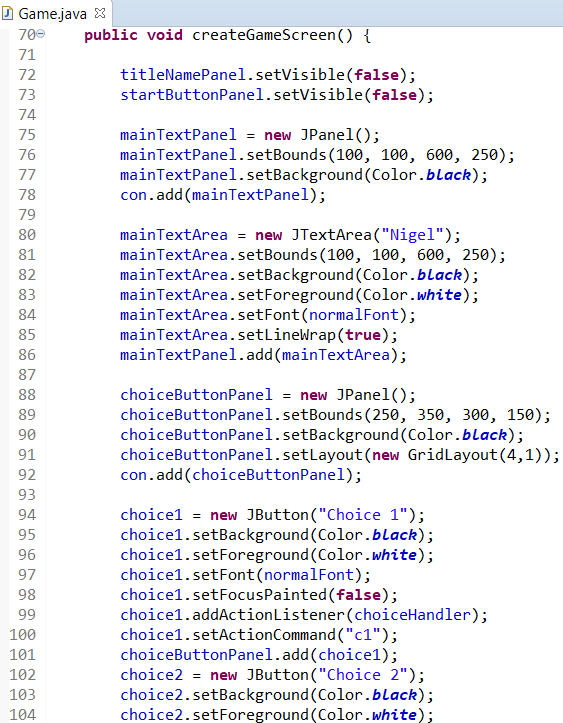 Game.java
70 public void createGameScreen() {
71
72 titleNamePanel.setVisible(false);
73 startButtonPanel.setVisible(false);
74
75 mainTextPanel = new JPanel();
76 mainTextPanel.setBounds(100, 100, 600, 250);
77 mainTextPanel.setBackground(Color.black);
78 con.add(mainTextPanel);
79
80 mainTextArea = new JTextArea("Nigel");
81 mainTextArea.setBounds(100, 100, 600, 250);
82 mainTextArea.setBackground(Color.black);
83 mainTextArea.setForeground(Color.white);
84 mainTextArea.setFont(normalFont);
85 mainTextArea.setLineWrap(true);
86 mainTextPanel.add(mainTextArea);
87
88 choiceButtonPanel = new JPanel();
89 choiceButtonPanel.setBounds(250, 350, 300, 150);
90 choiceButtonPanel.setBackground(Color.black);
91 choiceButtonPanel.setLayout(new GridLayout(4,1));
92 con.add(choiceButtonPanel);
93
94 choice1 = new JButton("Choice 1");
95 choice1.setBackground(Color.black);
96 choice1.setForeground(Color.white);
97 choice1.setFont(normalFont);
98 choice1.setFocusPainted(false);
99 choice1.addActionListener(choiceHandler);
100 choice1.setActionCommand("c1");
101 choiceButtonPanel.add(choice1);
102 choice2 = new JButton("Choice 2");
103 choice2.setBackground(Color.black);
104 choice2.setForeground(Color.white);